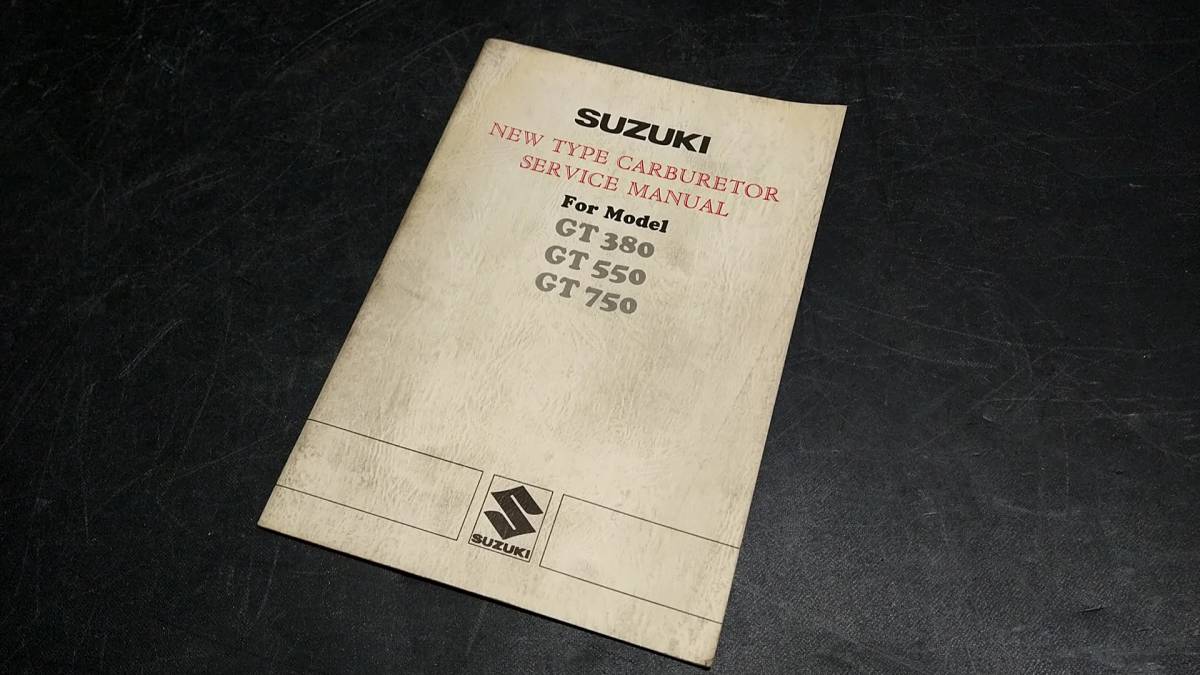 SUZUKI
NEW TYPE CARBURETOR
SERVICE MANUAL
For Model
GT 380
GT 550
GT 750
SUZUKI